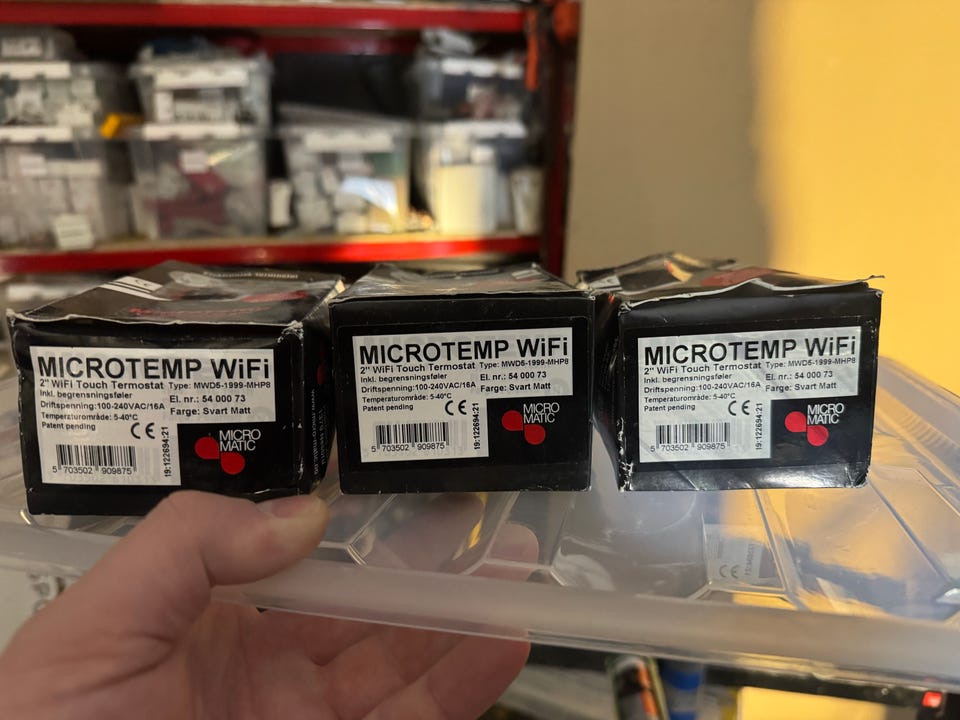 MICROTEMP WiFi
2" WiFi Touch Termostat Type: MWD5-1999-MHP8
Inkl. begrensningsføler El. nr.: 54 000 73
Driftspenning:100-240VAC/16A Farge: Svart Matt
Temperaturområde: 5-40°C
Patent pending
CE
5 703502 909875
19:122694:21
MICRO
MATIC
MICROTEMP WiFi
2" WiFi Touch Termostat Type: MWD5-1999-MHP8
Inkl. begrensningsføler El. nr.: 54 000 73
Driftspenning:100-240VAC/16A Farge: Svart Matt
Temperaturområde: 5-40°C
Patent pending
CE
5 703502 909875
19:122694:21
MICRO
MATIC
MICROTEMP WiFi
2" WiFi Touch Termostat Type: MWD5-1999-MHP8
Inkl. begrensningsføler El. nr.: 54 000 73
Driftspenning:100-240VAC/16A Farge: Svart Matt
Temperaturområde: 5-40°C
Patent pending
CE
5 703502 909875
19:122694:21
MICRO
MATIC